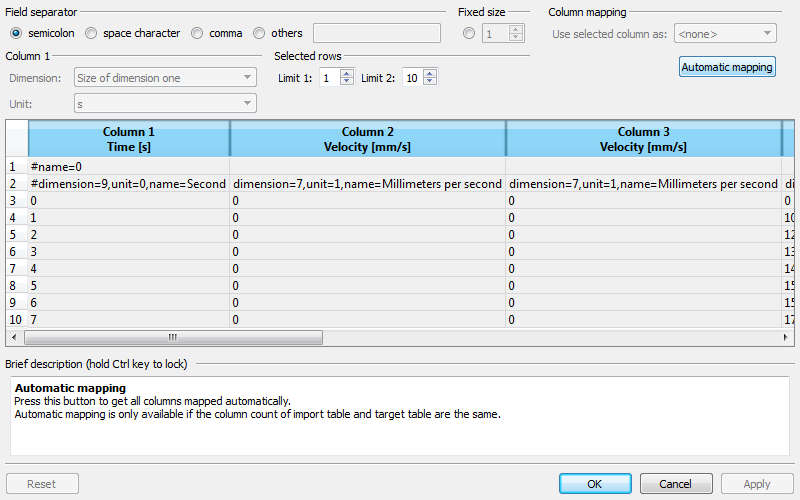 Field separator
Fixed size
Column mapping
semicolon
space character
comma
others
1
Use selected column as:
<none>
Column 1
Selected rows
Dimension:
Size of dimension one
Limit 1:
1
Limit 2:
10
Automatic mapping
Unit:
s
Column 1 Column 2 Column 3
Time [s] Velocity [mm/s] Velocity [mm/s]
1 #name=0
2 #dimension=9,unit=0,name=Second dimension=7,unit=1,name=Millimeters per second dimension=7,unit=1,name=Millimeters per second di
3 0 0 0 0
4 1 0 0 10
5 2 0 0 12
6 3 0 0 13
7 4 0 0 14
8 5 0 0 15
9 6 0 0 15
10 7 0 0 17
Brief description (hold Ctrl key to lock)
Automatic mapping
Press this button to get all columns mapped automatically.
Automatic mapping is only available if the column count of import table and target table are the same.
Reset
OK
Cancel
Apply